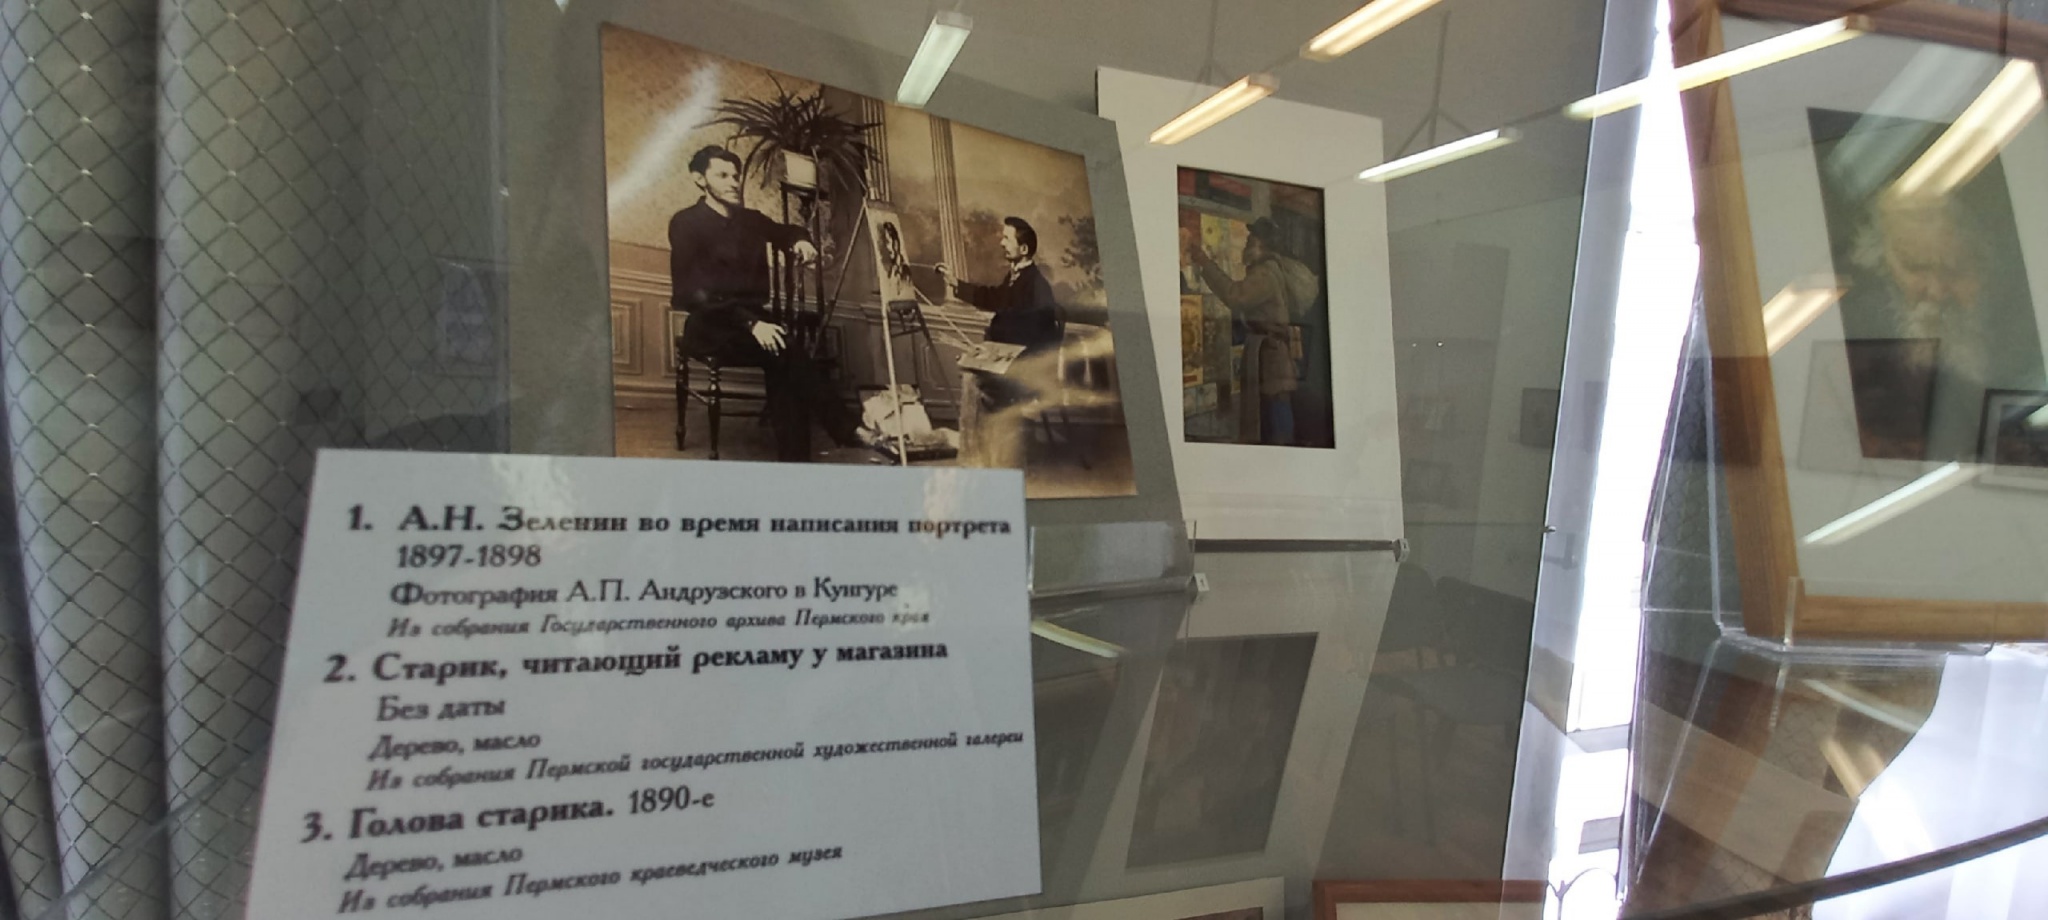 1. А.Н. Зеленин во время написания портрета
1897-1898
Фотография А.П. Андрузского в Кунгуре
Из собрания Государственного архива Пермского края
2. Старик, читающий рекламу у магазина
Без даты
Дерево, масло
Из собрания Пермской государственной художественной галереи
3. Голова старика. 1890-е
Дерево, масло
Из собрания Пермского краеведческого музея